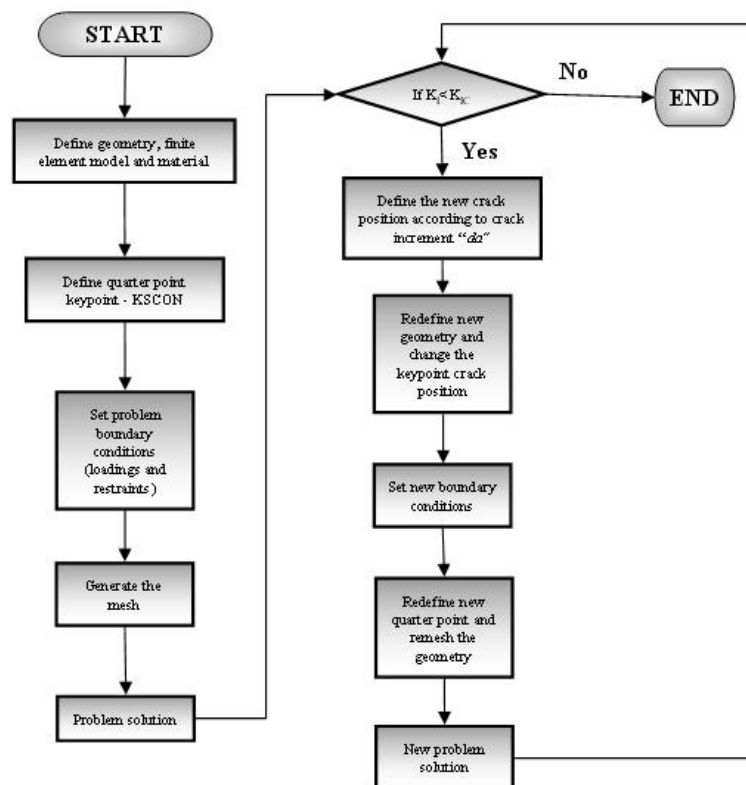 START
Define geometry, finite
element model and material
Define quarter point
keypoint - KSCON
Set problem
boundary
conditions
(loadings and
restraints)
Generate the
mesh
Problem solution
If K_I< K_IC
No
END
Yes
Define the new crack
position according to crack
increment “da”
Redefine new
geometry and
change the
keypoint crack
position
Set new boundary
conditions
Redefine new
quarter point and
remesh the
geometry
New problem
solution